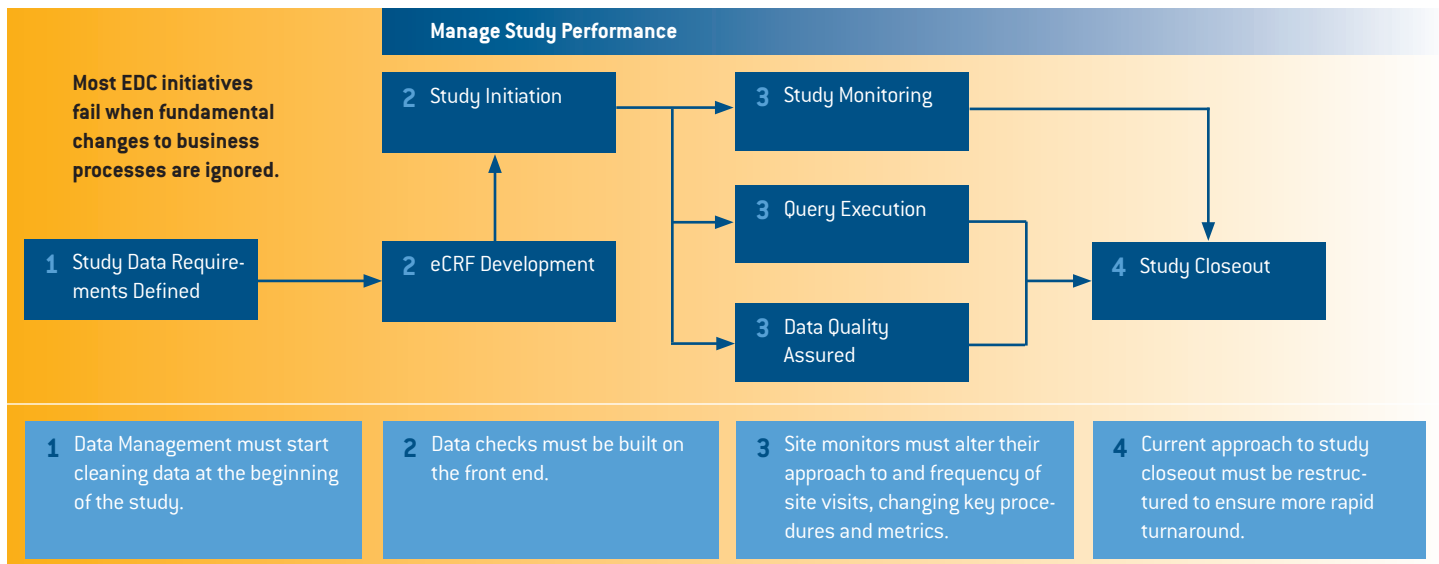 Manage Study Performance
Most EDC initiatives
fail when fundamental
changes to business
processes are ignored.
2 Study Initiation
3 Study Monitoring
3 Query Execution
1 Study Data Require-
ments Defined
2 eCRF Development
4 Study Closeout
3 Data Quality
Assured
1 Data Management must start
cleaning data at the beginning
of the study.
2 Data checks must be built on
the front end.
3 Site monitors must alter their
approach to and frequency of
site visits, changing key proce-
dures and metrics.
4 Current approach to study
closeout must be restruc-
tured to ensure more rapid
turnaround.